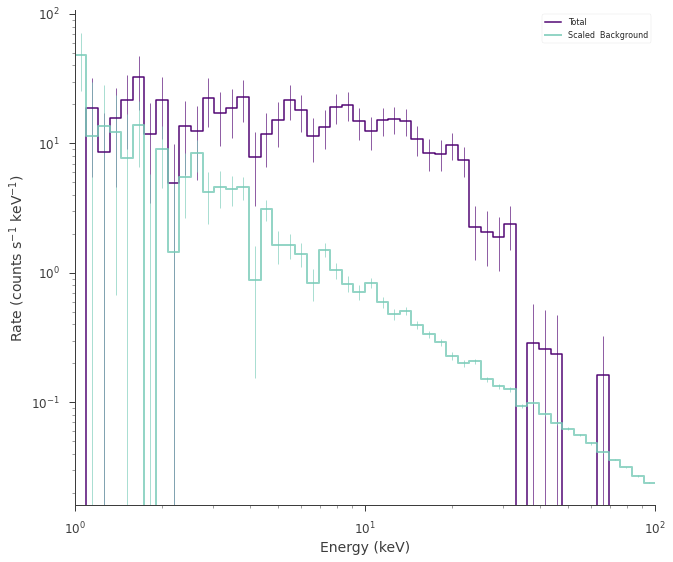 10²
Total
Scaled Background
10¹
10⁰
10⁻¹
Rate (counts s⁻¹ keV⁻¹)
10⁰ 10¹ 10²
Energy (keV)